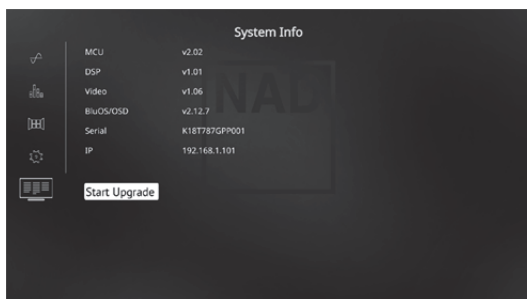 System Info
MCU v2.02
DSP v1.01
Video v1.06
BluOS/OSD v2.12.7
Serial K18T787GPP001
IP 192.168.1.101
Start Upgrade
NAD